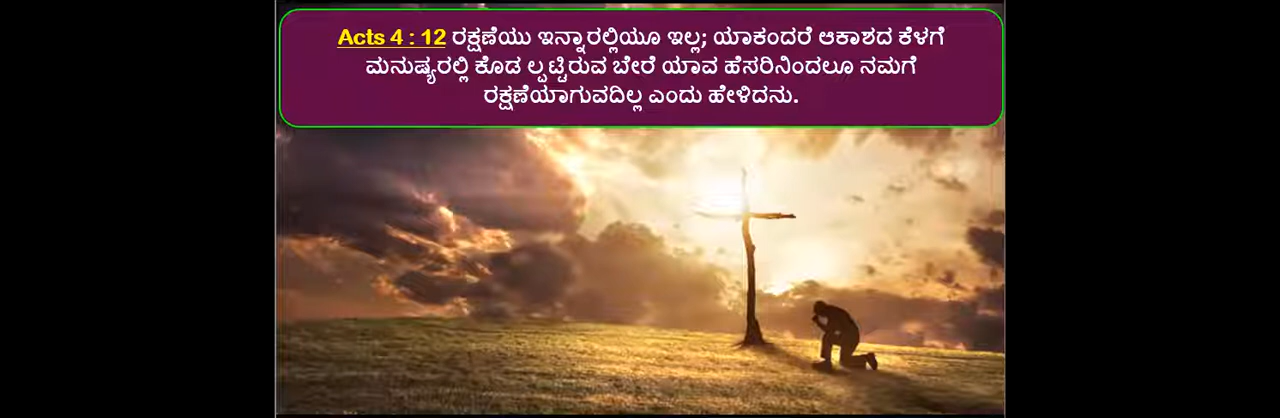 Acts 4 : 12 ರಕ್ಷಣೆಯು ಇನ್ನಾರಲ್ಲಿಯೂ ಇಲ್ಲ; ಯಾಕಂದರೆ ಆಕಾಶದ ಕೆಳಗೆ
ಮನುಷ್ಯರಲ್ಲಿ ಕೊಡ ಲ್ಪಟ್ಟಿರುವ ಬೇರೆ ಯಾವ ಹೆಸರಿನಿಂದಲೂ ನಮಗೆ
ರಕ್ಷಣೆಯಾಗುವದಿಲ್ಲ ಎಂದು ಹೇಳಿದನು.